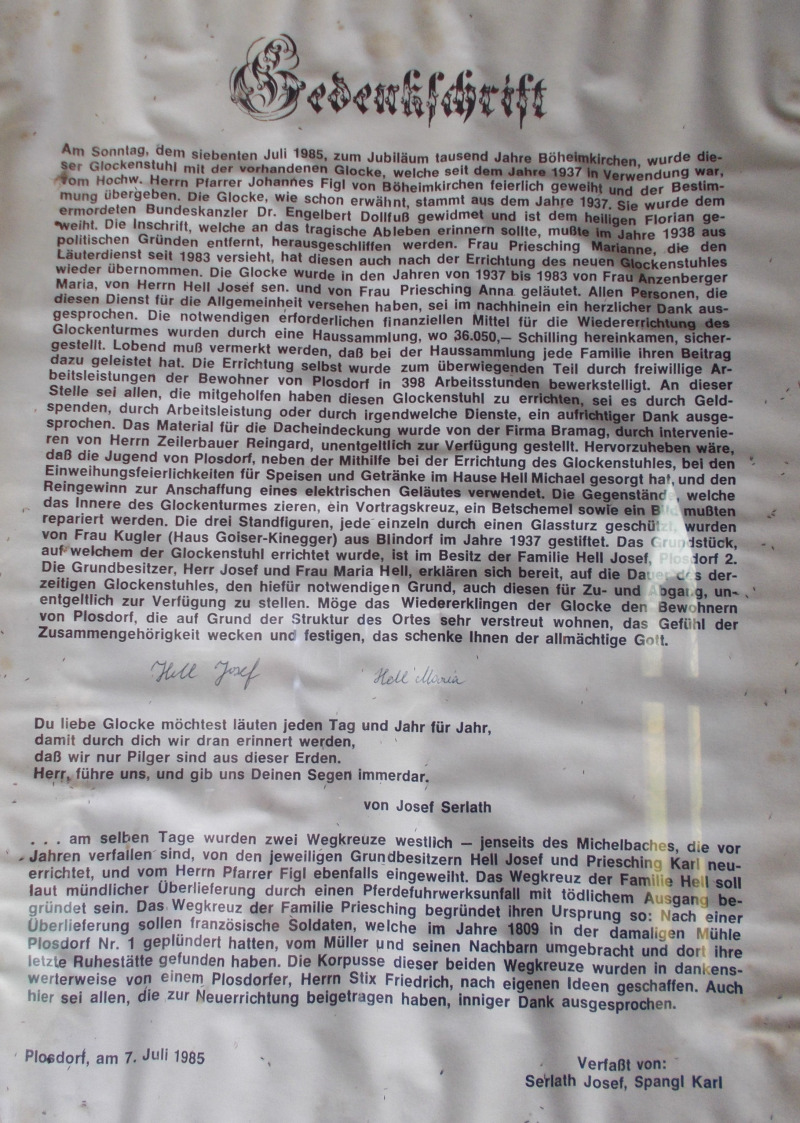 Gedenkschrift
Am Sonntag, dem siebenten Juli 1985, zum Jubiläum tausend Jahre Böheimkirchen, wurde die-
ser Glockenstuhl mit der vorhandenen Glocke, welche seit dem Jahre 1937 in Verwendung war,
vom Hochw. Herrn Pfarrer Johannes Figl von Böheimkirchen feierlich geweiht und der Bestim-
mung übergeben. Die Glocke, wie schon erwähnt, stammt aus dem Jahre 1937. Sie wurde dem
ermordeten Bundeskanzler Dr. Engelbert Dollfuß gewidmet und ist dem heiligen Florian ge-
weiht. Die Inschrift, welche an das tragische Ableben erinnern sollte, mußte im Jahre 1938 aus
politischen Gründen entfernt, herausgeschliffen werden. Frau Priesching Marianne, die den
Läuterdienst seit 1983 versieht, hat diesen auch nach der Errichtung des neuen Glockenstuhles
wieder übernommen. Die Glocke wurde in den Jahren von 1937 bis 1983 von Frau Anzenberger
Maria, von Herrn Hell Josef sen. und von Frau Priesching Anna geläutet. Allen Personen, die
diesen Dienst für die Allgemeinheit versehen haben, sei im nachhinein ein herzlicher Dank aus-
gesprochen. Die notwendigen erforderlichen finanziellen Mittel für die Wiedererrichtung des
Glockenturmes wurden durch eine Haussammlung, wo 36.050,— Schilling hereinkamen, sicher-
gestellt. Lobend muß vermerkt werden, daß bei der Haussammlung jede Familie ihren Beitrag
dazu geleistet hat. Die Errichtung selbst wurde zum überwiegenden Teil durch freiwillige Ar-
beitsleistungen der Bewohner von Plosdorf in 398 Arbeitsstunden bewerkstelligt. An dieser
Stelle sei allen, die mitgeholfen haben diesen Glockenstuhl zu errichten, sei es durch Geld-
spenden, durch Arbeitsleistung oder durch irgendwelche Dienste, ein aufrichtiger Dank ausge-
sprochen. Das Material für die Dacheindeckung wurde von der Firma Bramag, durch intervenie-
ren von Herrn Zeilerbauer Reingard, unentgeltlich zur Verfügung gestellt. Hervorzuheben wäre,
daß die Jugend von Plosdorf, neben der Mithilfe bei der Errichtung des Glockenstuhles, bei den
Einweihungsfeierlichkeiten für Speisen und Getränke im Hause Hell Michael gesorgt hat, und den
Reingewinn zur Anschaffung eines elektrischen Geläutes verwendet. Die Gegenstände, welche
das Innere des Glockenturmes zieren, ein Vortragskreuz, ein Betschemel sowie ein Bild mußten
repariert werden. Die drei Standfiguren, jede einzeln durch einen Glassturz geschützt, wurden
von Frau Kugler (Haus Goiser-Kinegger) aus Blindorf im Jahre 1937 gestiftet. Das Grundstück,
auf welchem der Glockenstuhl errichtet wurde, ist im Besitz der Familie Hell Josef, Plosdorf 2.
Die Grundbesitzer, Herr Josef und Frau Maria Hell, erklären sich bereit, auf die Dauer des der-
zeitigen Glockenstuhles, den hiefür notwendigen Grund, auch diesen für Zu- und Abgang, un-
entgeltlich zur Verfügung zu stellen. Möge das Wiedererklingen der Glocke den Bewohnern
von Plosdorf, die auf Grund der Struktur des Ortes sehr verstreut wohnen, das Gefühl der
Zusammengehörigkeit wecken und festigen, das schenke Ihnen der allmächtige Gott.
Hell Josef Hell Maria
Du liebe Glocke möchtest läuten jeden Tag und Jahr für Jahr,
damit durch dich wir dran erinnert werden,
daß wir nur Pilger sind aus dieser Erden.
Herr, führe uns, und gib uns Deinen Segen immerdar.
von Josef Serlath
. . . am selben Tage wurden zwei Wegkreuze westlich — jenseits des Michelbaches, die vor
Jahren verfallen sind, von den jeweiligen Grundbesitzern Hell Josef und Priesching Karl neu-
errichtet, und vom Herrn Pfarrer Figl ebenfalls eingeweiht. Das Wegkreuz der Familie Hell soll
laut mündlicher Überlieferung durch einen Pferdefuhrwerksunfall mit tödlichem Ausgang be-
gründet sein. Das Wegkreuz der Familie Priesching begründet ihren Ursprung so: Nach einer
Überlieferung sollen französische Soldaten, welche im Jahre 1809 in der damaligen Mühle
Plosdorf Nr. 1 geplündert hatten, vom Müller und seinen Nachbarn umgebracht und dort ihre
letzte Ruhestätte gefunden haben. Die Korpusse dieser beiden Wegkreuze wurden in dankens-
werterweise von einem Plosdorfer, Herrn Stix Friedrich, nach eigenen Ideen geschaffen. Auch
hier sei allen, die zur Neuerrichtung beigetragen haben, inniger Dank ausgesprochen.
Plosdorf, am 7. Juli 1985
Verfaßt von:
Serlath Josef, Spangl Karl